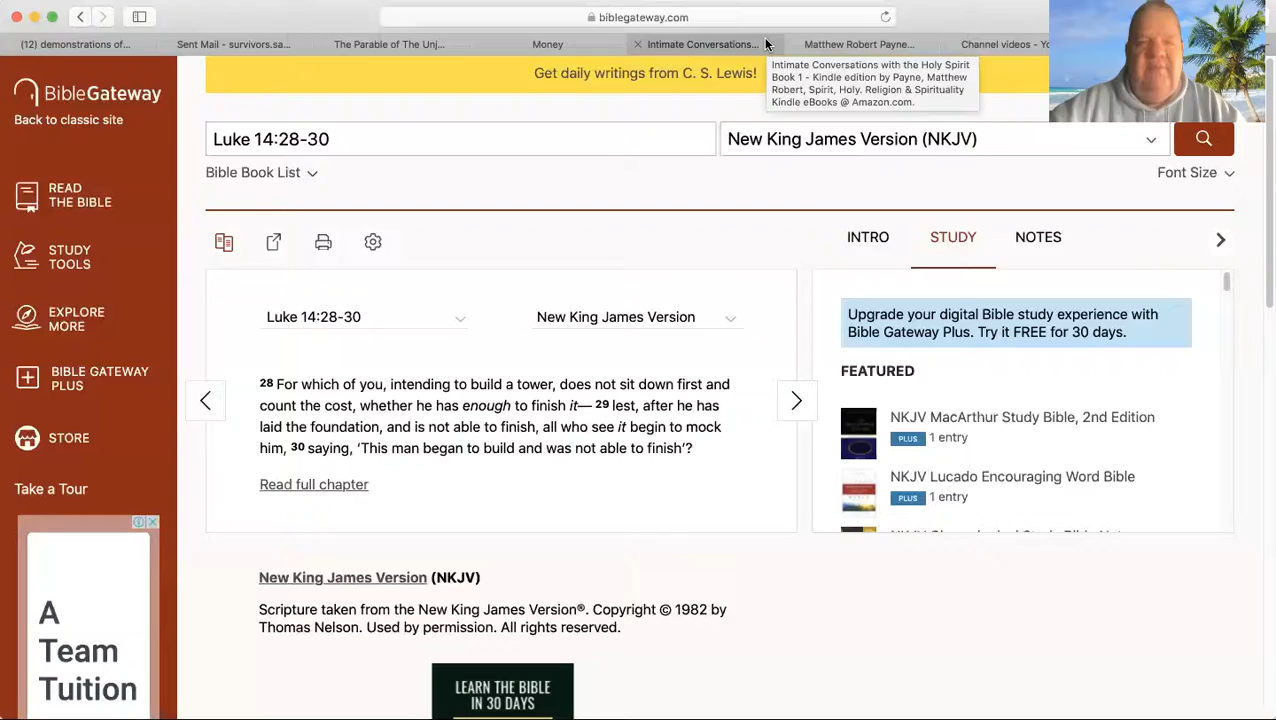 biblegateway.com
(12) demonstrations of...
Sent Mail - survivors.sa...
The Parable of The Unj...
Money
Intimate Conversations...
Matthew Robert Payne...
Channel videos - Yo
Intimate Conversations with the Holy Spirit
Book 1 - Kindle edition by Payne, Matthew
Robert, Spirit, Holy. Religion & Spirituality
Kindle eBooks @ Amazon.com.
Get daily writings from C. S. Lewis!
BibleGateway
Back to classic site
Luke 14:28-30
New King James Version (NKJV)
Bible Book List
Font Size
READ
THE BIBLE
STUDY
TOOLS
EXPLORE
MORE
BIBLE GATEWAY
PLUS
STORE
Take a Tour
A
Team
Tuition
INTRO
STUDY
NOTES
Luke 14:28-30
New King James Version
28 For which of you, intending to build a tower, does not sit down first and
count the cost, whether he has enough to finish it— 29 lest, after he has
laid the foundation, and is not able to finish, all who see it begin to mock
him, 30 saying, ‘This man began to build and was not able to finish’?
Read full chapter
Upgrade your digital Bible study experience with
Bible Gateway Plus. Try it FREE for 30 days.
FEATURED
NKJV MacArthur Study Bible, 2nd Edition
PLUS 1 entry
NKJV Lucado Encouraging Word Bible
PLUS 1 entry
New King James Version (NKJV)
Scripture taken from the New King James Version®. Copyright © 1982 by
Thomas Nelson. Used by permission. All rights reserved.
LEARN THE BIBLE
IN 30 DAYS